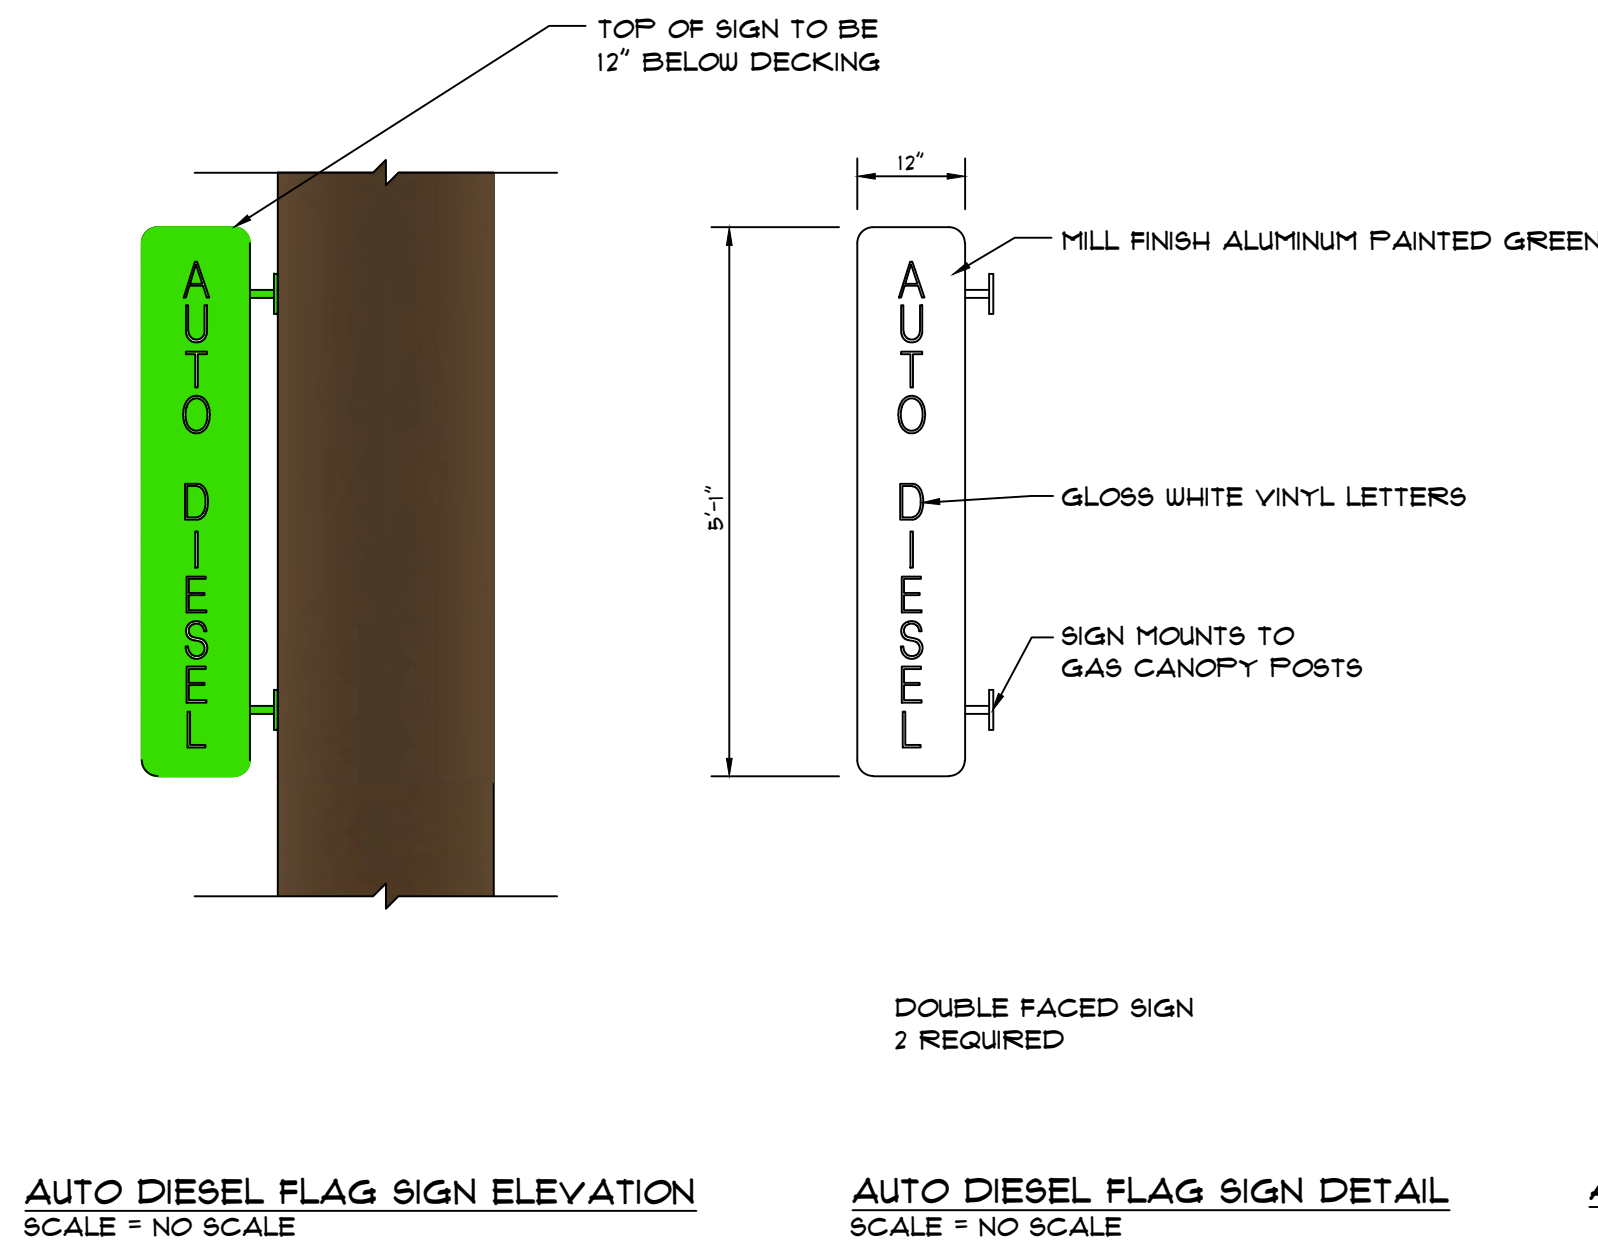 TOP OF SIGN TO BE
12" BELOW DECKING
AUTO DIESEL
12"
5'-1"
AUTO DIESEL
MILL FINISH ALUMINUM PAINTED GREEN
GLOSS WHITE VINYL LETTERS
SIGN MOUNTS TO
GAS CANOPY POSTS
DOUBLE FACED SIGN
2 REQUIRED
AUTO DIESEL FLAG SIGN ELEVATION
SCALE = NO SCALE
AUTO DIESEL FLAG SIGN DETAIL
SCALE = NO SCALE